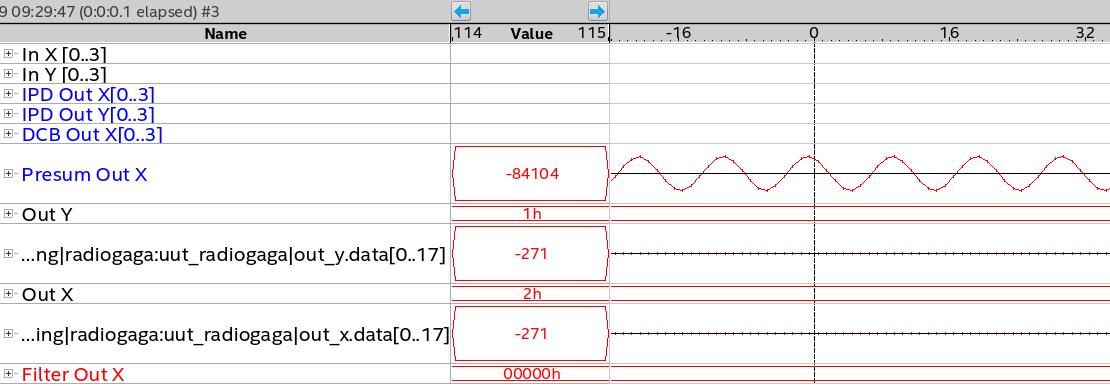 9 09:29:47 (0:0:0.1 elapsed) #3
Name 114 Value 115 -16 0 16 32
In X [0..3]
In Y [0..3]
IPD Out X[0..3]
IPD Out Y[0..3]
DCB Out X[0..3]
Presum Out X -84104
Out Y 1h
...ng|radiogaga:uut_radiogaga|out_y.data[0..17] -271
Out X 2h
...ing|radiogaga:uut_radiogaga|out_x.data[0..17] -271
Filter Out X 00000h